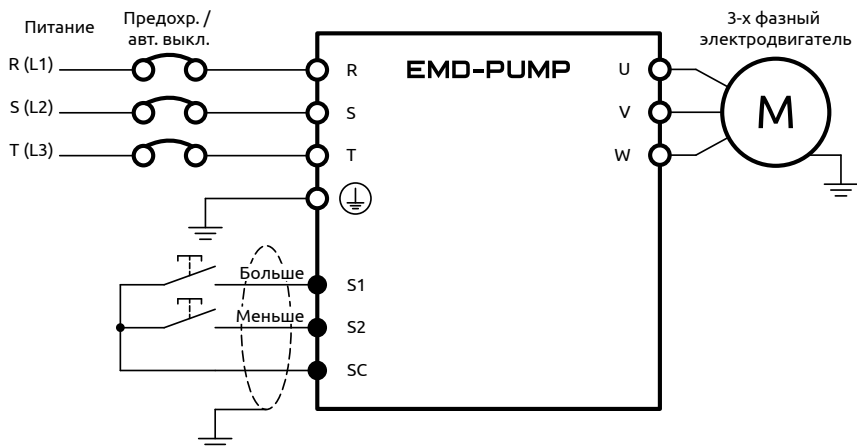 Питание
Предохр. /
авт. выкл.
3-х фазный
электродвигатель
R (L1)
R
EMD-PUMP
U
S (L2)
S
V
M
T (L3)
T
W
Больше
S1
Меньше
S2
SC